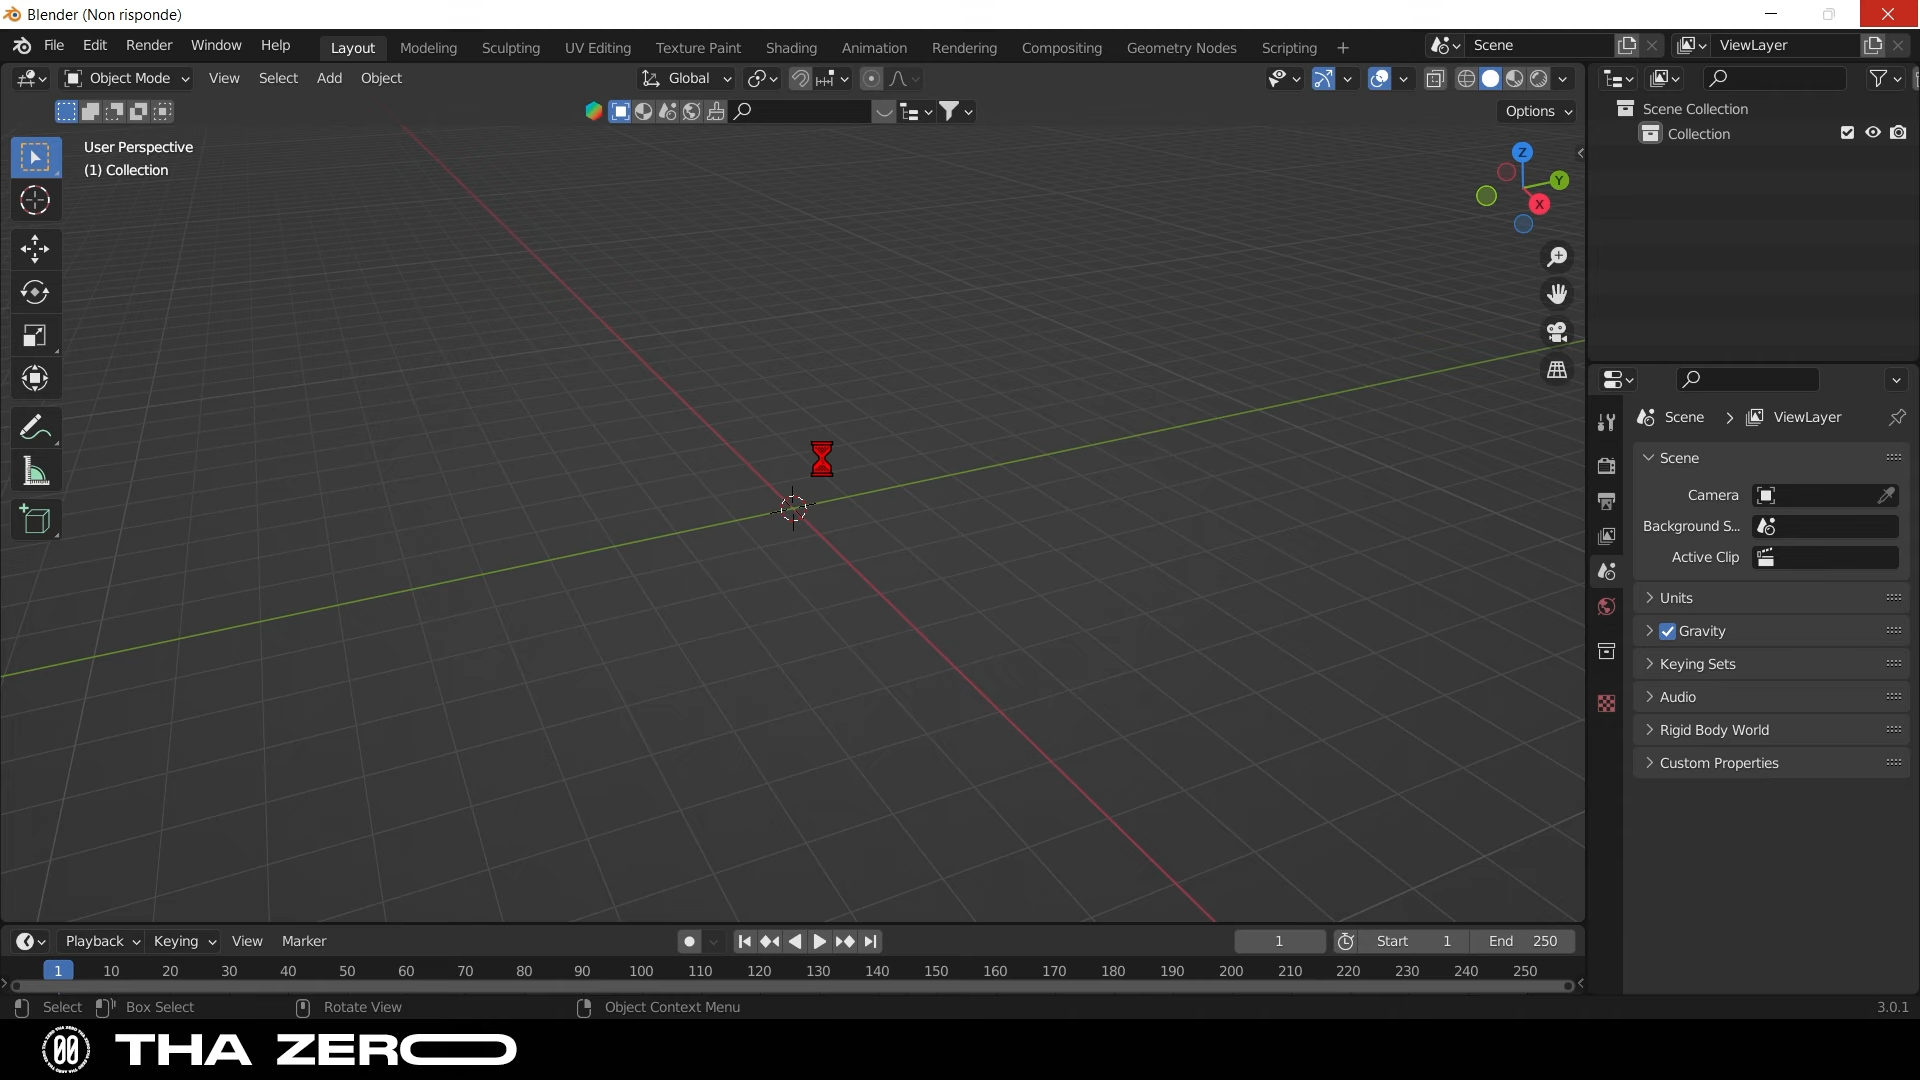 Blender (Non risponde)
File Edit Render Window Help Layout Modeling Sculpting UV Editing Texture Paint Shading Animation Rendering Compositing Geometry Nodes Scripting + Scene ViewLayer
Object Mode View Select Add Object Global
Options
User Perspective
(1) Collection
Z
Y
X
Scene Collection
Collection
Scene > ViewLayer
Scene
Camera
Background S...
Active Clip
Units
Gravity
Keying Sets
Audio
Rigid Body World
Custom Properties
Playback Keying View Marker 1 Start 1 End 250
1 10 20 30 40 50 60 70 80 90 100 110 120 130 140 150 160 170 180 190 200 210 220 230 240 250
Select Box Select Rotate View Object Context Menu 3.0.1
00 THA ZERO